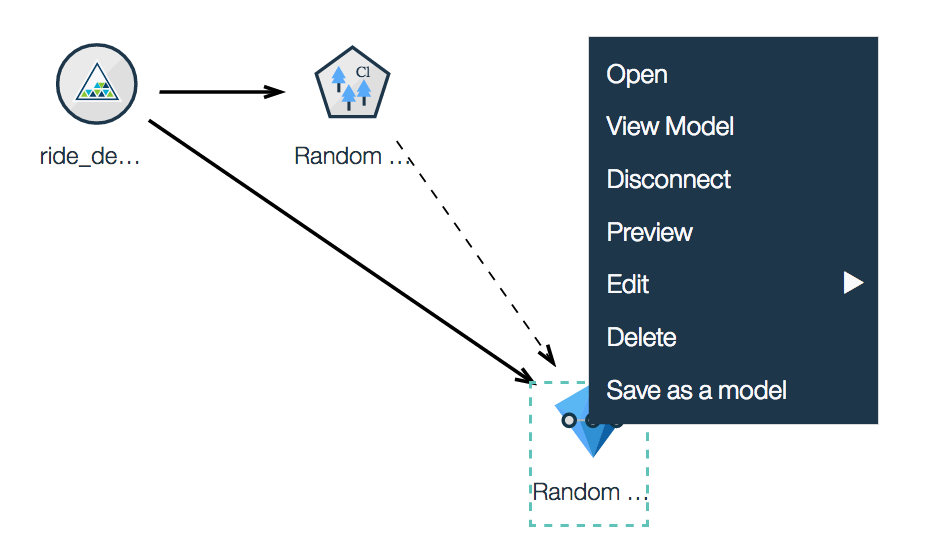 Cl
ride_de...
Random ...
Open
View Model
Disconnect
Preview
Edit
Delete
Save as a model
Random ...